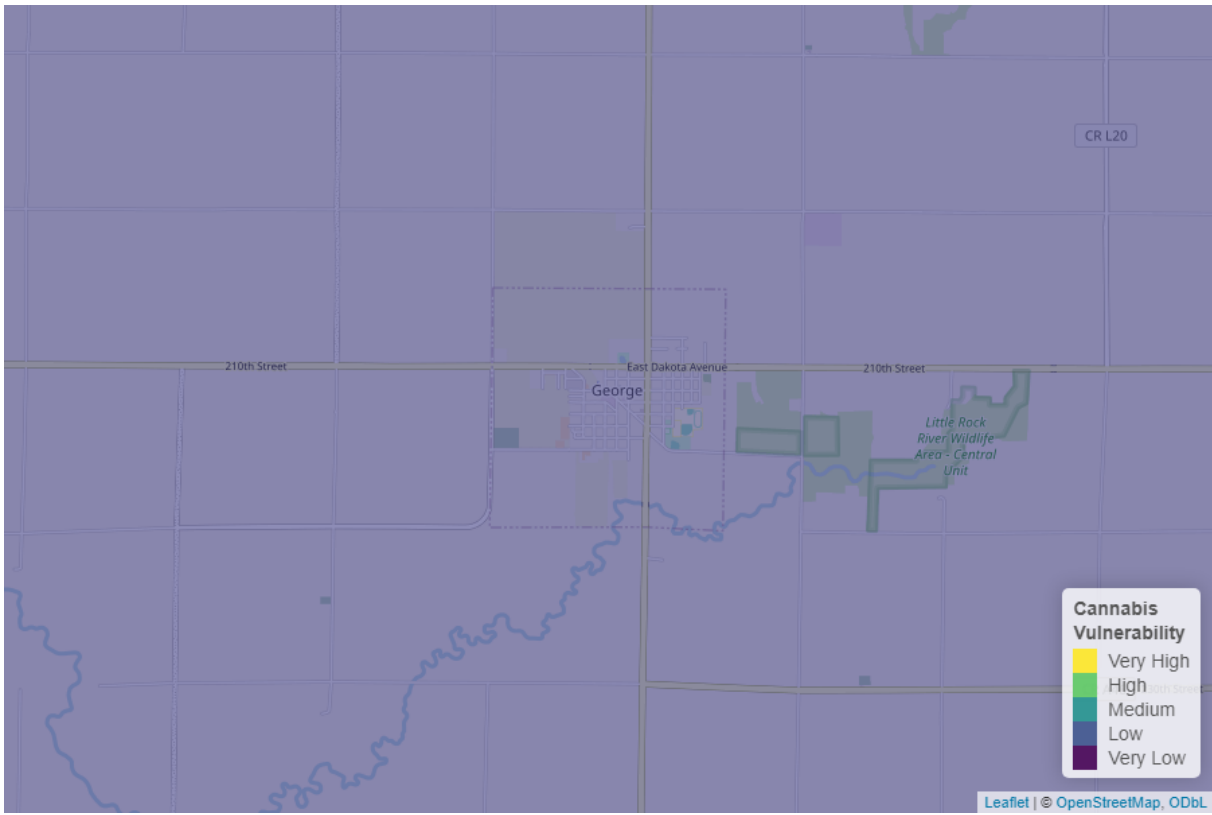 CR L20
210th Street
East Dakota Avenue
210th Street
George
Little Rock
River Wildlife
Area - Central
Unit
Cannabis
Vulnerability
Very High
High
Medium
Low
Very Low
Leaflet | © OpenStreetMap, ODbL